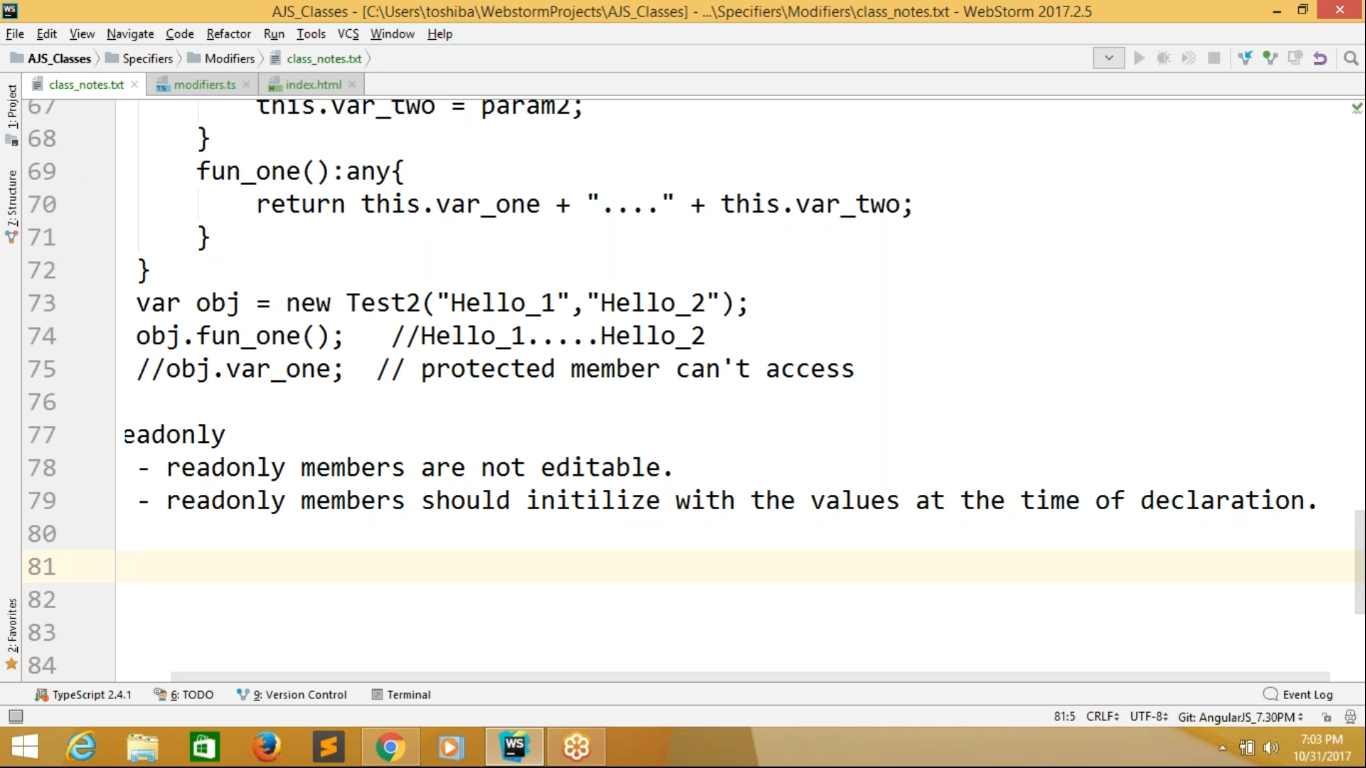 AJS_Classes - [C:\Users\toshiba\WebstormProjects\AJS_Classes] - ...\Specifiers\Modifiers\class_notes.txt - WebStorm 2017.2.5
File Edit View Navigate Code Refactor Run Tools VCS Window Help
AJS_Classes Specifiers Modifiers class_notes.txt
class_notes.txt modifiers.ts index.html
1: Project
7: Structure
2: Favorites
67 this.var_two = param2;
68 }
69 fun_one():any{
70 return this.var_one + "...." + this.var_two;
71 }
72 }
73 var obj = new Test2("Hello_1","Hello_2");
74 obj.fun_one(); //Hello_1.....Hello_2
75 //obj.var_one; // protected member can't access
76
77 eadonly
78 - readonly members are not editable.
79 - readonly members should initilize with the values at the time of declaration.
80
81
82
83
84
TypeScript 2.4.1 6: TODO 9: Version Control Terminal Event Log
81:5 CRLF UTF-8 Git: AngularJS_7.30PM
WS
7:03 PM
10/31/2017